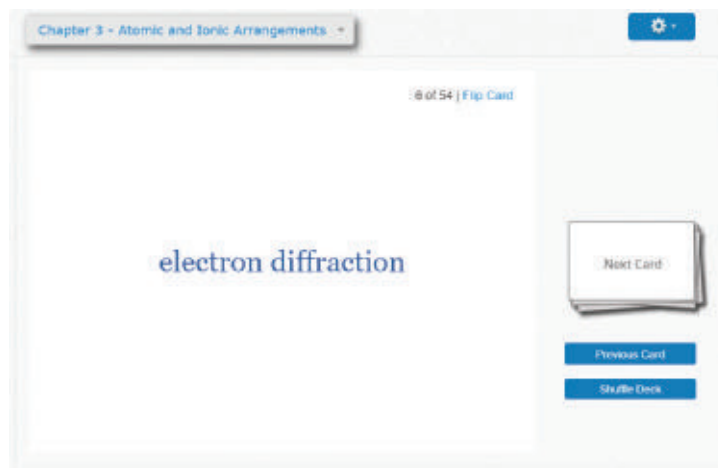 Chapter 3 - Atomic and Ionic Arrangements
6 of 54 | Flip Card
electron diffraction
Next Card
Previous Card
Shuffle Deck